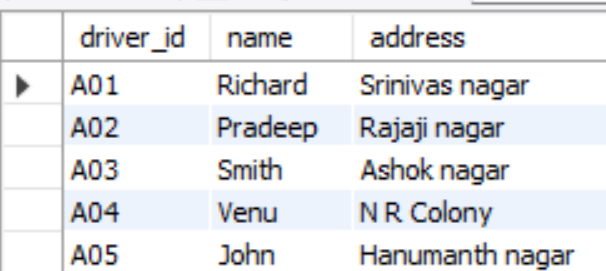 driver_id name address
A01 Richard Srinivas nagar
A02 Pradeep Rajaji nagar
A03 Smith Ashok nagar
A04 Venu N R Colony
A05 John Hanumanth nagar